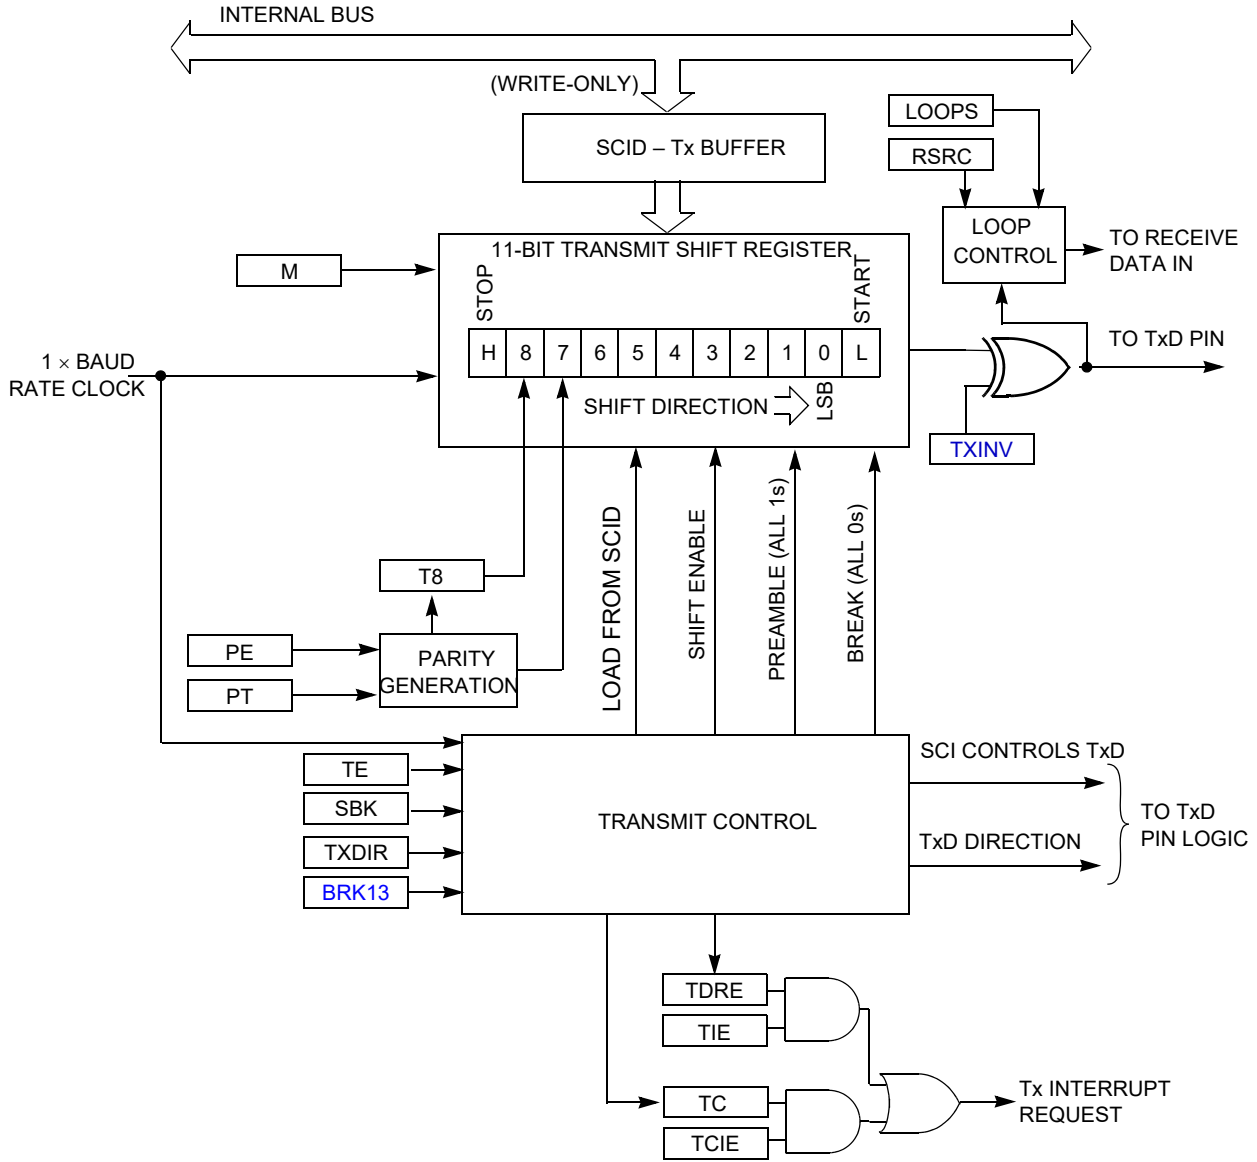 INTERNAL BUS
(WRITE-ONLY)
SCID – Tx BUFFER
LOOPS
RSRC
LOOP
CONTROL
TO RECEIVE
DATA IN
11-BIT TRANSMIT SHIFT REGISTER
M
STOP
START
H 8 7 6 5 4 3 2 1 0 L
1 × BAUD
RATE CLOCK
TO TxD PIN
SHIFT DIRECTION
LSB
TXINV
LOAD FROM SCID
SHIFT ENABLE
PREAMBLE (ALL 1s)
BREAK (ALL 0s)
T8
PE
PT
PARITY
GENERATION
TE
SBK
TXDIR
BRK13
TRANSMIT CONTROL
SCI CONTROLS TxD
TxD DIRECTION
TO TxD
PIN LOGIC
TDRE
TIE
TC
TCIE
Tx INTERRUPT
REQUEST